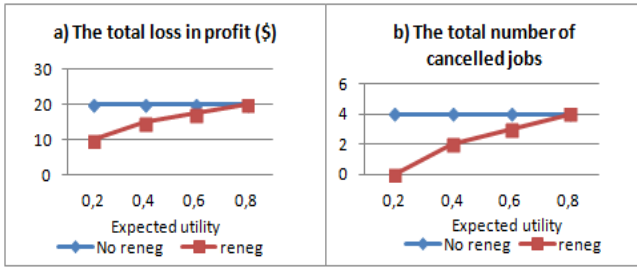 a) The total loss in profit ($)
30
20
10
0
0,2 0,4 0,6 0,8
Expected utility
No reneg reneg
b) The total number of
cancelled jobs
6
4
2
0
0,2 0,4 0,6 0,8
Expected utility
No reneg reneg